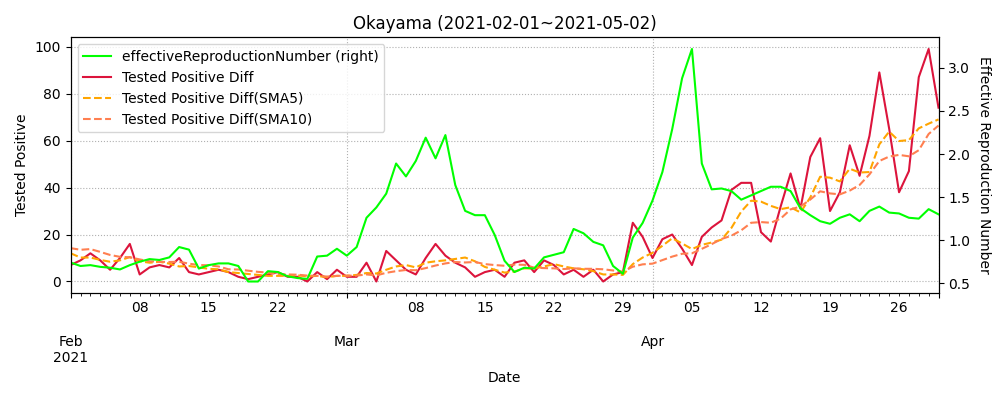 Okayama (2021-02-01~2021-05-02)
effectiveReproductionNumber (right)
Tested Positive Diff
Tested Positive Diff(SMA5)
Tested Positive Diff(SMA10)
Tested Positive
100
80
60
40
20
0
3.0
2.5
2.0
1.5
1.0
0.5
Effective Reproduction Number
08 15 22 08 15 22 29 05 12 19 26
Feb Mar Apr
2021
Date